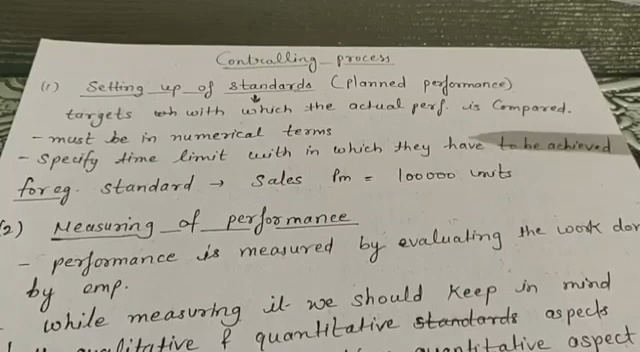 Controlling process
(1) Setting up of standards (planned performance)
targets with which the actual perf. is compared.
- must be in numerical terms
- specify time limit with in which they have to be achieved
for eg. standard → sales Pm = 100000 units
(2) Measuring of performance
- performance is measured by evaluating the work
by emp.
while measuring it we should keep in mind
qualitative & quantitative standards aspects
quantitative aspect